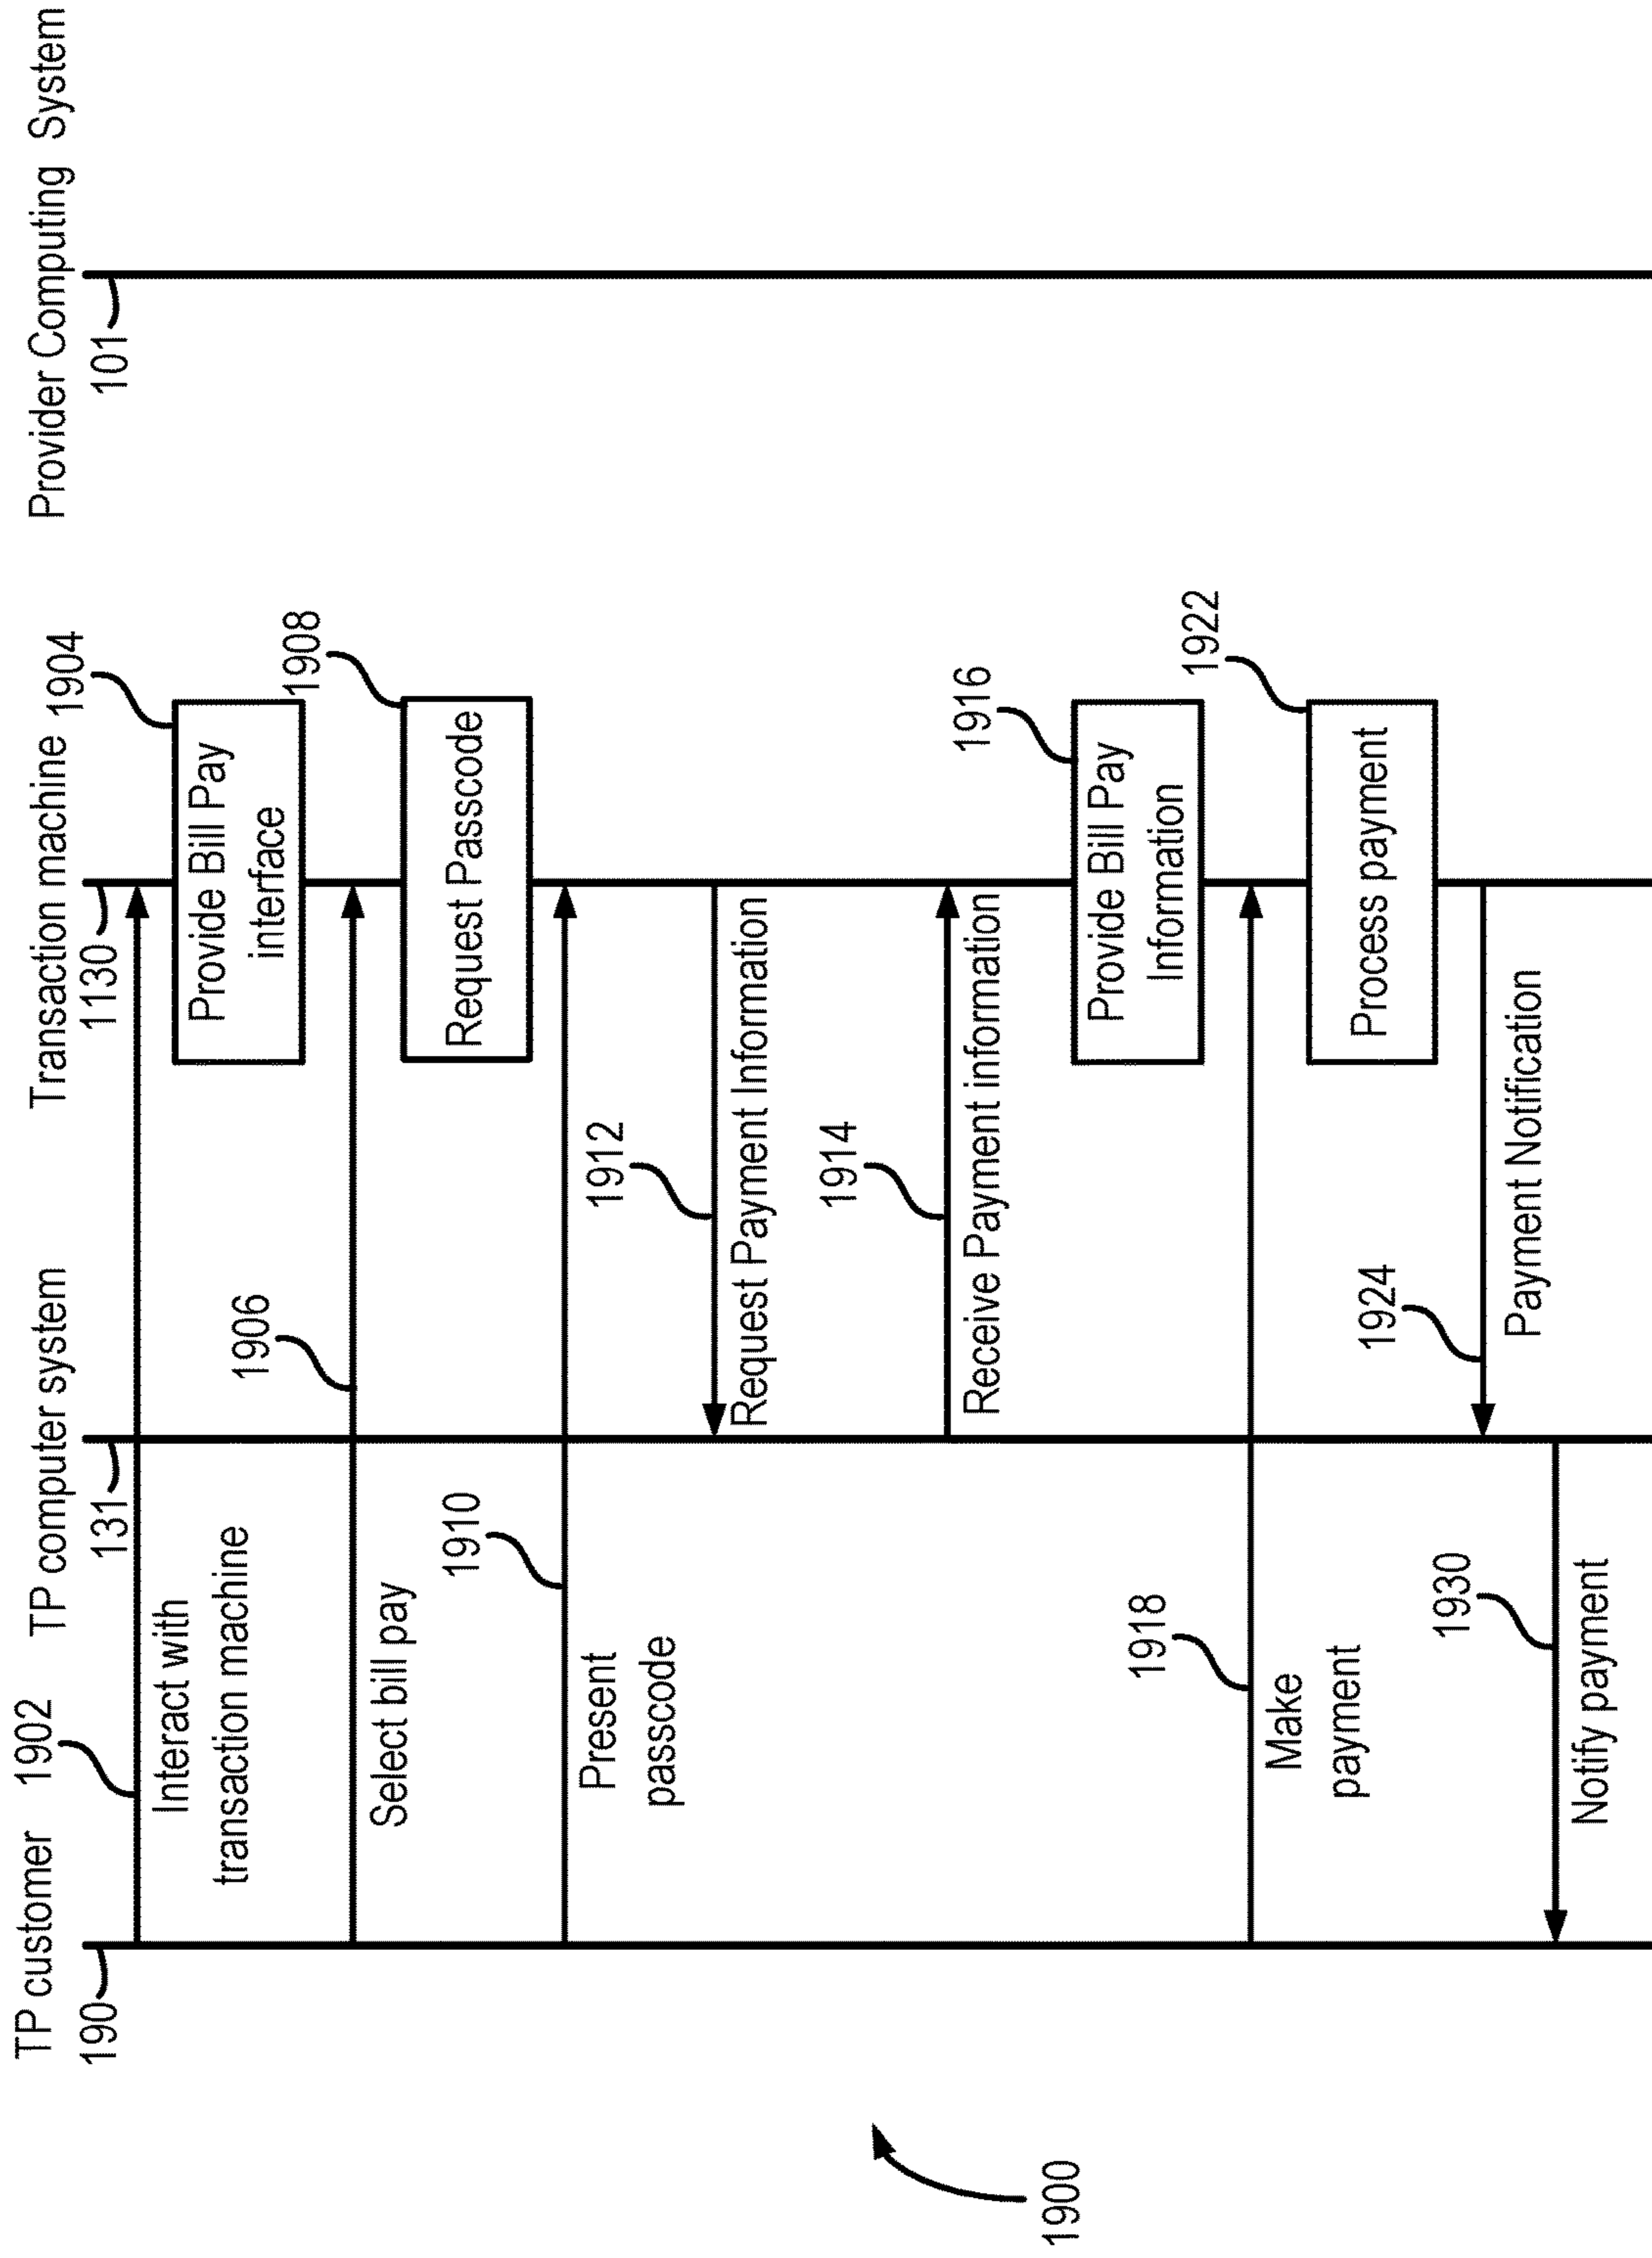 TP customer
1902
TP computer system
Transaction machine
1904
Provider Computing System
190
131
1130
101
Interact with
transaction machine
Provide Bill Pay
interface
1906
1908
Select bill pay
Request Passcode
1910
Present
passcode
1912
Request Payment Information
1914
Receive Payment information
1916
Provide Bill Pay
Information
1918
1922
Make
payment
Process payment
1924
Payment Notification
1930
Notify payment
1900